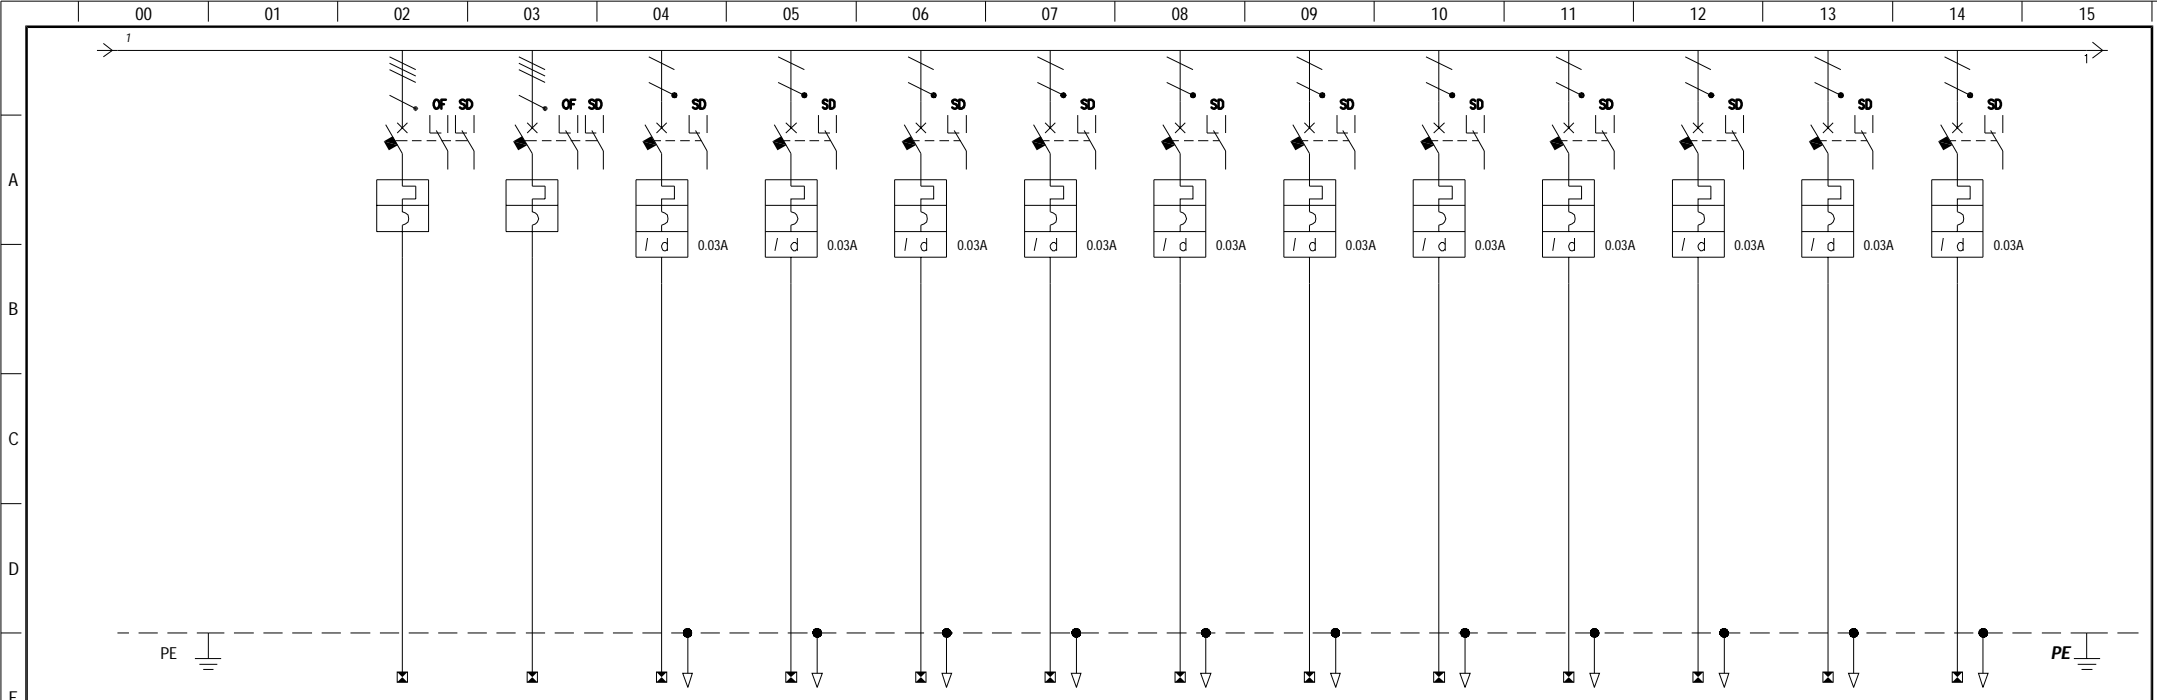 00 01 02 03 04 05 06 07 08 09 10 11 12 13 14 15
1
1
OF SD OF SD SD SD SD SD SD SD SD SD SD SD SD
A
I d 0.03A I d 0.03A I d 0.03A I d 0.03A I d 0.03A I d 0.03A I d 0.03A I d 0.03A I d 0.03A I d 0.03A I d 0.03A
B
C
D
PE PE